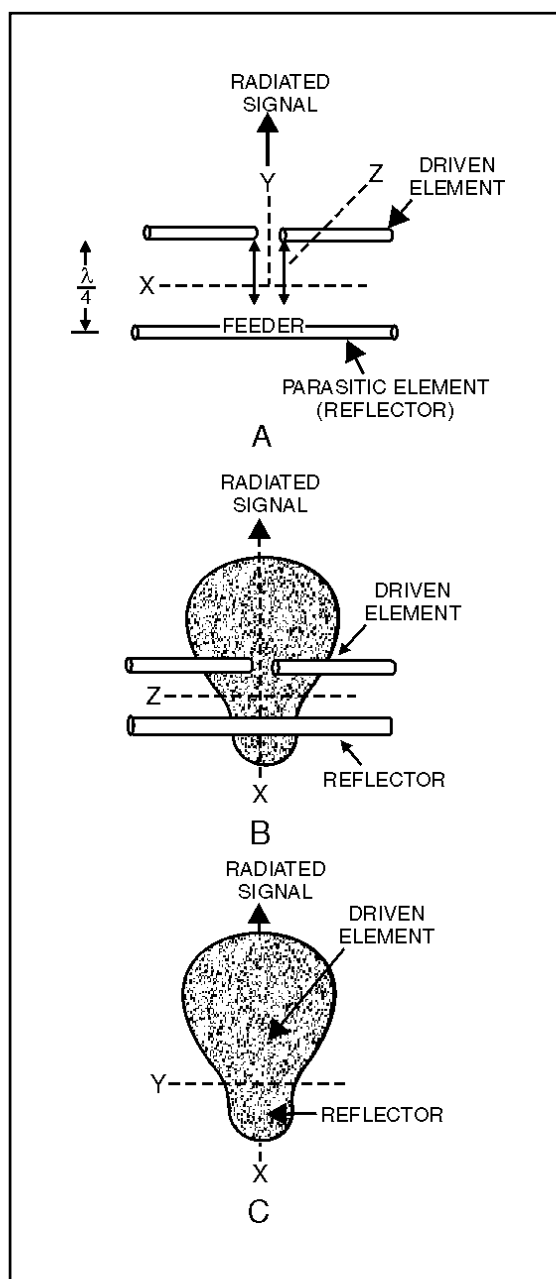 RADIATED
SIGNAL
Y
Z
DRIVEN
ELEMENT
λ
4
X
FEEDER
PARASITIC ELEMENT
(REFLECTOR)
A
RADIATED
SIGNAL
DRIVEN
ELEMENT
Z
REFLECTOR
X
B
RADIATED
SIGNAL
DRIVEN
ELEMENT
Y
REFLECTOR
X
C